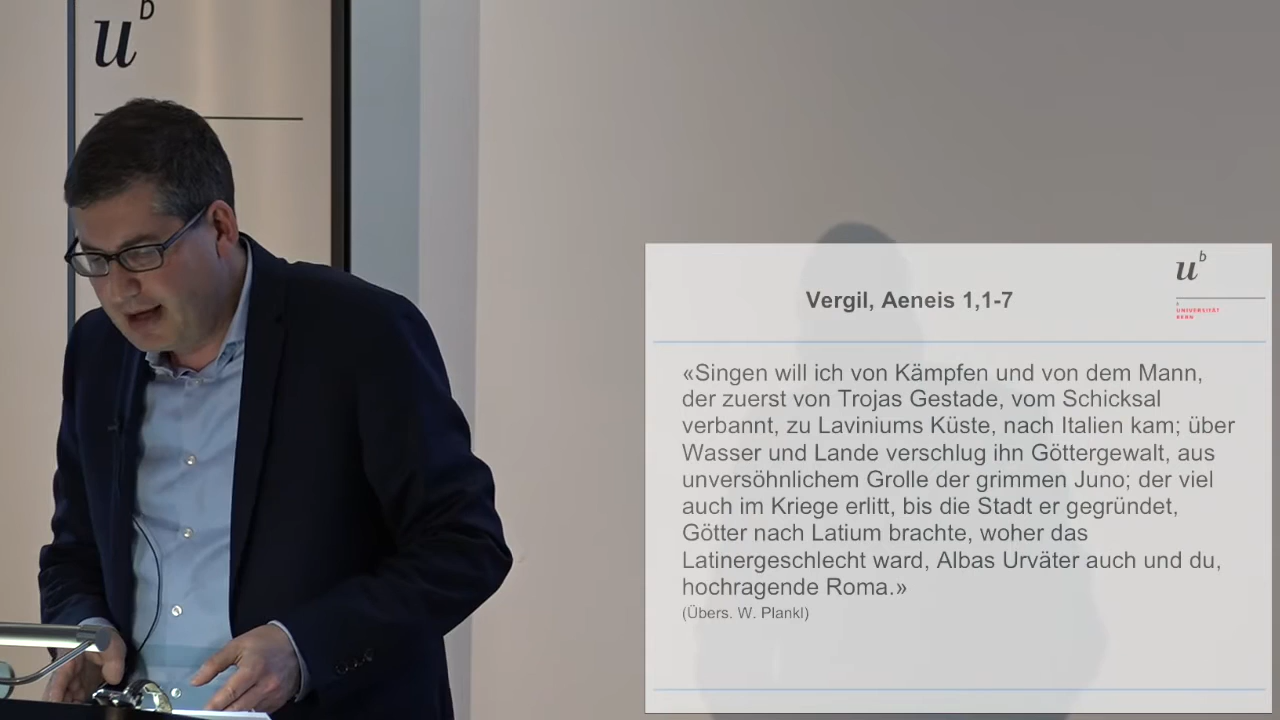 u b
Vergil, Aeneis 1,1-7
u b
UNIVERSITÄT
BERN
«Singen will ich von Kämpfen und von dem Mann,
der zuerst von Trojas Gestade, vom Schicksal
verbannt, zu Laviniums Küste, nach Italien kam; über
Wasser und Lande verschlug ihn Göttergewalt, aus
unversöhnlichem Grolle der grimmen Juno; der viel
auch im Kriege erlitt, bis die Stadt er gegründet,
Götter nach Latium brachte, woher das
Latinergeschlecht ward, Albas Urväter auch und du,
hochragende Roma.»
(Übers. W. Plankl)